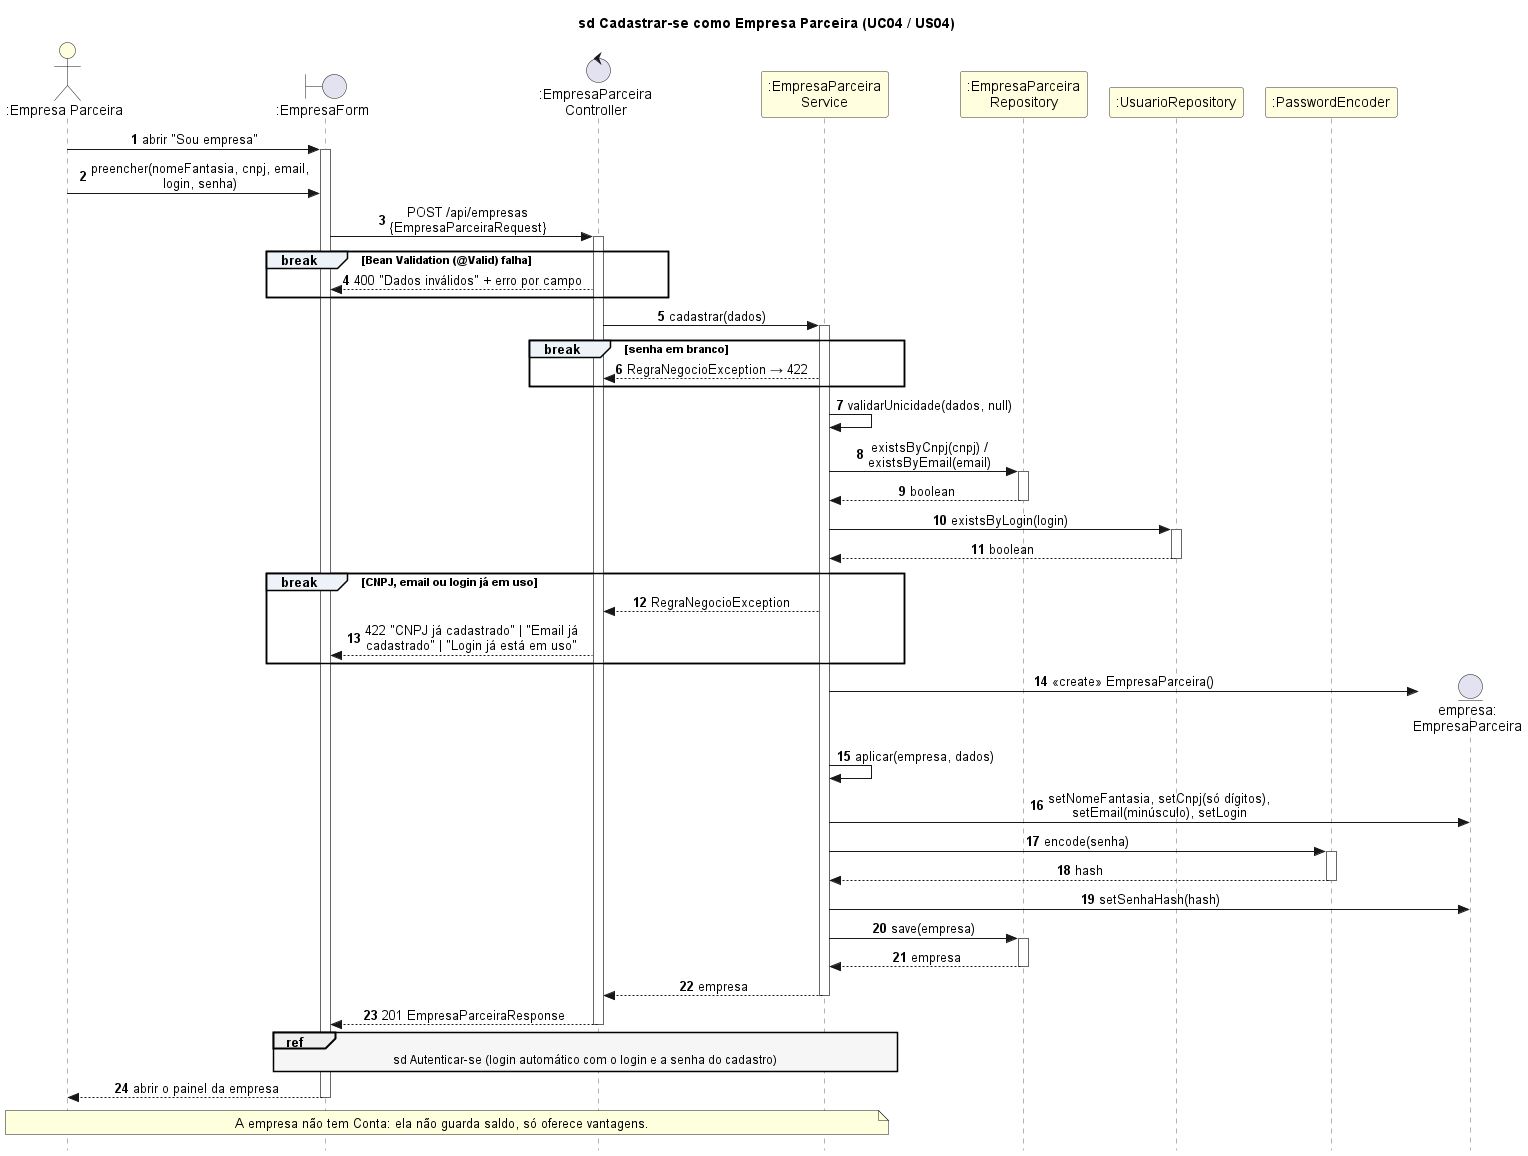 sd Cadastrar-se como Empresa Parceira (UC04 / US04)
:Empresa Parceira
:EmpresaForm
:EmpresaParceira
Controller
:EmpresaParceira
Service
:EmpresaParceira
Repository
:UsuarioRepository
:PasswordEncoder
1 abrir "Sou empresa"
2 preencher(nomeFantasia, cnpj, email,
login, senha)
3 POST /api/empresas
{EmpresaParceiraRequest}
break [Bean Validation (@Valid) falha]
4 400 "Dados inválidos" + erro por campo
5 cadastrar(dados)
break [senha em branco]
6 RegraNegocioException → 422
7 validarUnicidade(dados, null)
8 existsByCnpj(cnpj) /
existsByEmail(email)
9 boolean
10 existsByLogin(login)
11 boolean
break [CNPJ, email ou login já em uso]
12 RegraNegocioException
13 422 "CNPJ já cadastrado" | "Email já
cadastrado" | "Login já está em uso"
14 «create» EmpresaParceira()
empresa:
EmpresaParceira
15 aplicar(empresa, dados)
16 setNomeFantasia, setCnpj(só dígitos),
setEmail(minúsculo), setLogin
17 encode(senha)
18 hash
19 setSenhaHash(hash)
20 save(empresa)
21 empresa
22 empresa
23 201 EmpresaParceiraResponse
ref
sd Autenticar-se (login automático com o login e a senha do cadastro)
24 abrir o painel da empresa
A empresa não tem Conta: ela não guarda saldo, só oferece vantagens.